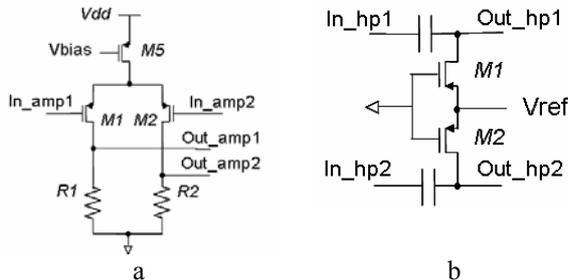 Vdd
Vbias
M5
In_amp1
In_amp2
M1
M2
Out_amp1
Out_amp2
R1
R2
a
In_hp1
Out_hp1
M1
Vref
M2
In_hp2
Out_hp2
b